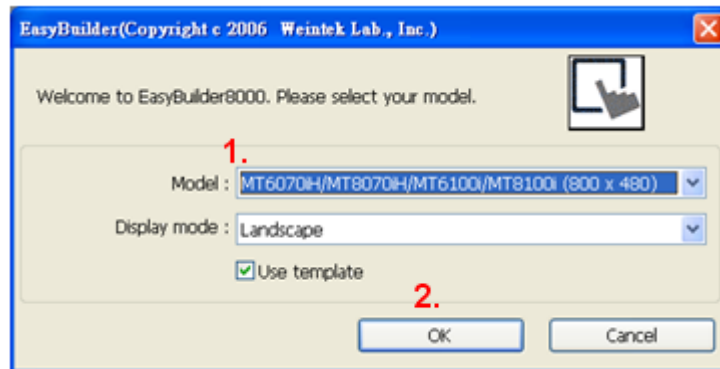 EasyBuilder(Copyright c 2006 Weintek Lab., Inc.)
Welcome to EasyBuilder8000. Please select your model.
1.
Model : MT6070iH/MT8070iH/MT6100i/MT8100i (800 x 480)
Display mode : Landscape
Use template
2.
OK Cancel